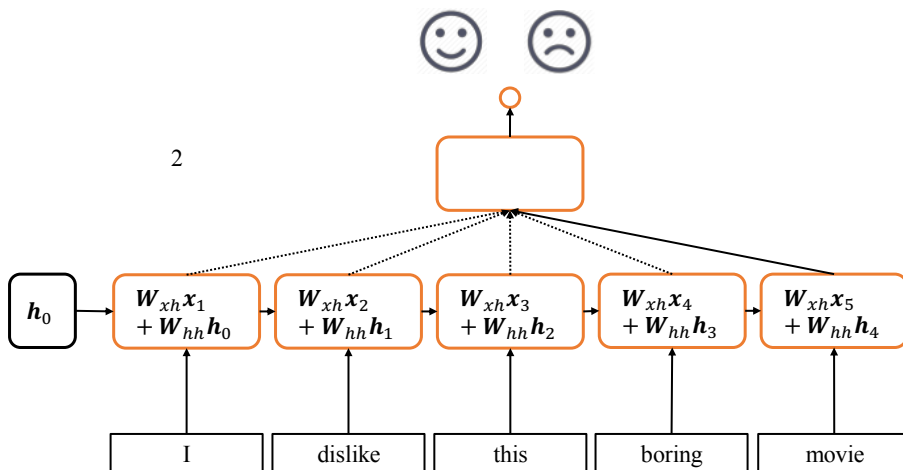 2
h₀
Wₓₕx₁
+ Wₕₕh₀
Wₓₕx₂
+ Wₕₕh₁
Wₓₕx₃
+ Wₕₕh₂
Wₓₕx₄
+ Wₕₕh₃
Wₓₕx₅
+ Wₕₕh₄
I
dislike
this
boring
movie